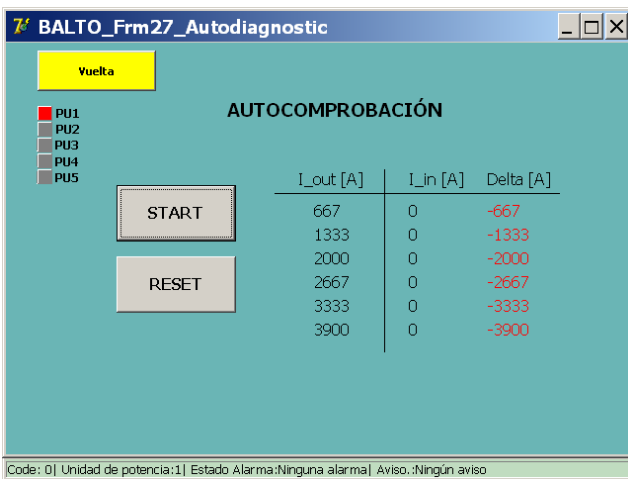 BALTO_Frm27_Autodiagnostic
Vuelta
PU1
PU2
PU3
PU4
PU5
AUTOCOMPROBACIÓN
I_out [A] I_in [A] Delta [A]
667 0 -667
1333 0 -1333
2000 0 -2000
2667 0 -2667
3333 0 -3333
3900 0 -3900
START
RESET
Code: 0| Unidad de potencia:1| Estado Alarma:Ninguna alarma| Aviso.:Ningún aviso